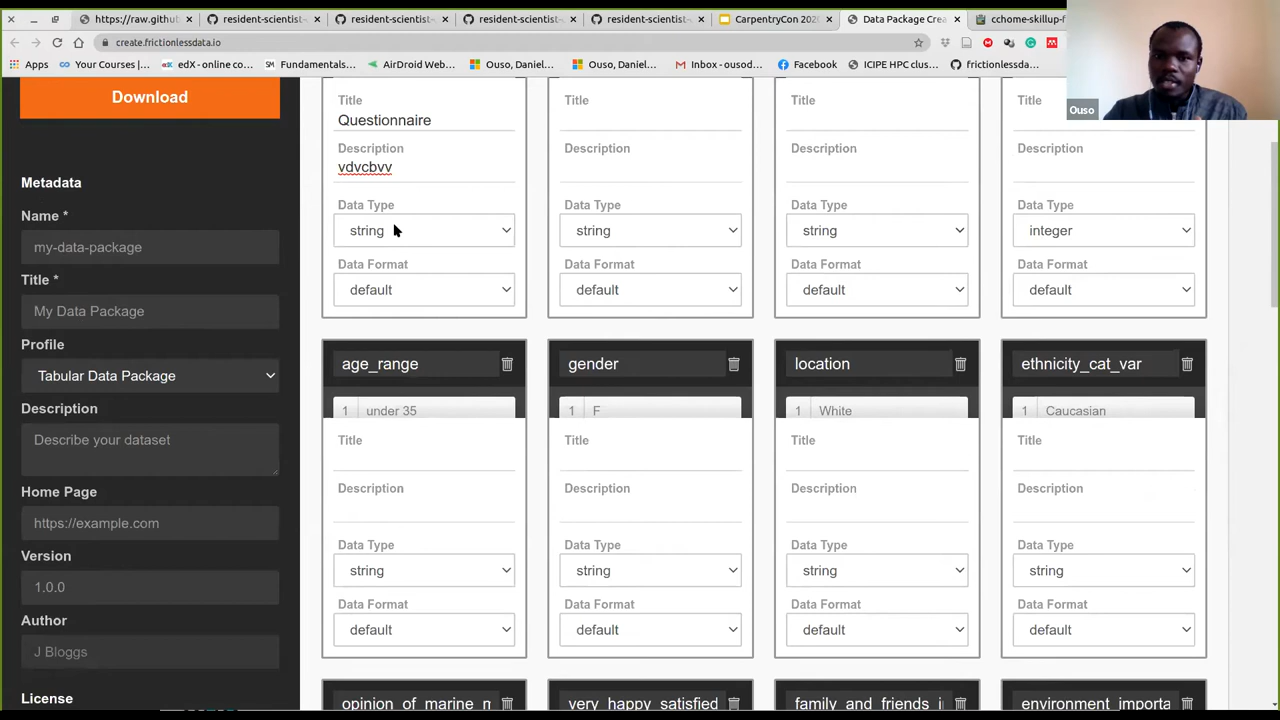 https://raw.github
resident-scientist-
resident-scientist-
resident-scientist-
resident-scientist-
CarpentryCon 202
Data Package Crea
cchome-skillup-f
create.frictionlessdata.io
Apps
Your Courses |...
edX - online co...
Fundamentals...
AirDroid Web...
Ouso, Daniel...
Ouso, Daniel...
Inbox - ousod...
Facebook
ICIPE HPC clus...
frictionlessda
Ouso
Download
Metadata
Name *
my-data-package
Title *
My Data Package
Profile
Tabular Data Package
Description
Describe your dataset
Home Page
https://example.com
Version
1.0.0
Author
J Bloggs
License
Title
Questionnaire
Description
vdvcbvv
Data Type
string
Data Format
default
Title
Description
Data Type
string
Data Format
default
Title
Description
Data Type
string
Data Format
default
Title
Description
Data Type
integer
Data Format
default
age_range
1 under 35
Title
Description
Data Type
string
Data Format
default
gender
1 F
Title
Description
Data Type
string
Data Format
default
location
1 White
Title
Description
Data Type
string
Data Format
default
ethnicity_cat_var
1 Caucasian
Title
Description
Data Type
string
Data Format
default
opinion_of_marine_m
very_happy_satisfied
family_and_friends_i
environment_importa